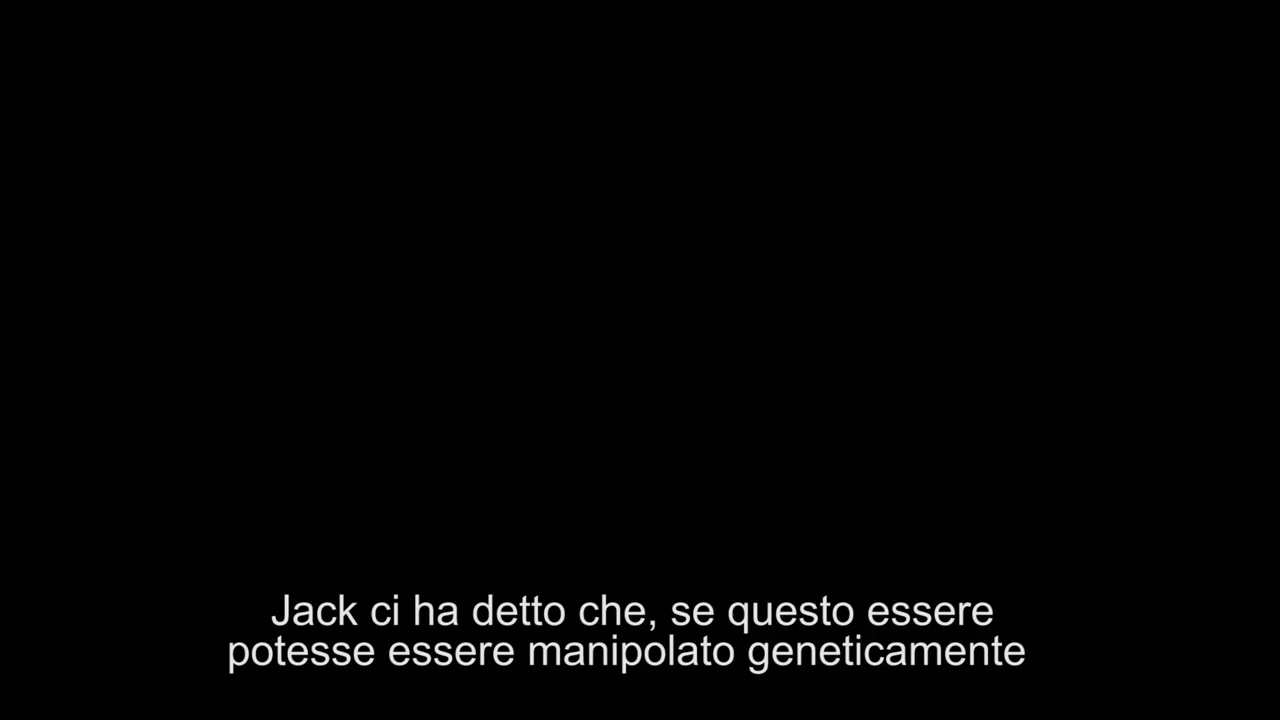 Jack ci ha detto che, se questo essere
potesse essere manipolato geneticamente